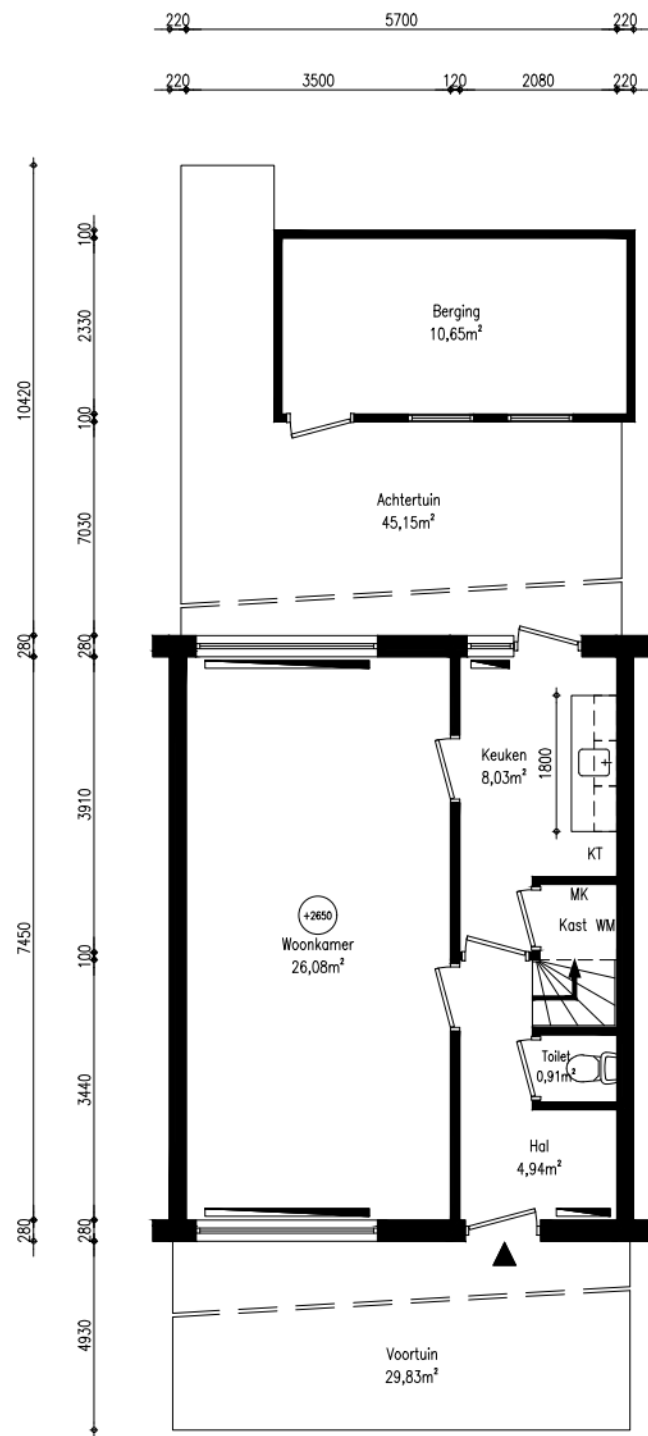 220 5700 220
220 3500 120 2080 220
10420
280
7450
280
100
2330
100
7030
280
3910
100
3440
280
4930
Berging
10,65m²
Achtertuin
45,15m²
Keuken
8,03m²
1800
KT
MK
Kast WM
+2650
Woonkamer
26,08m²
Toilet
0,91m²
Hal
4,94m²
Voortuin
29,83m²